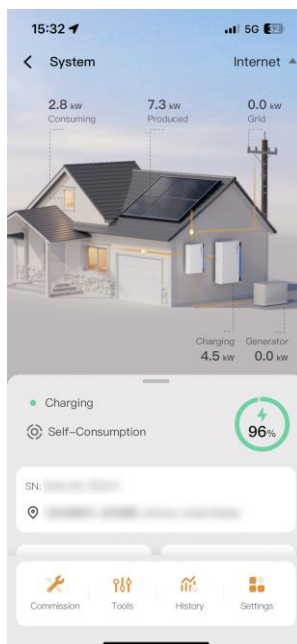 15:32 5G 32
System Internet
2.8 kW 7.3 kW 0.0 kW
Consuming Produced Grid
Charging Generator
4.5 kW 0.0 kW
Charging
Self-Consumption
96%
SN:
Commission Tools History Settings